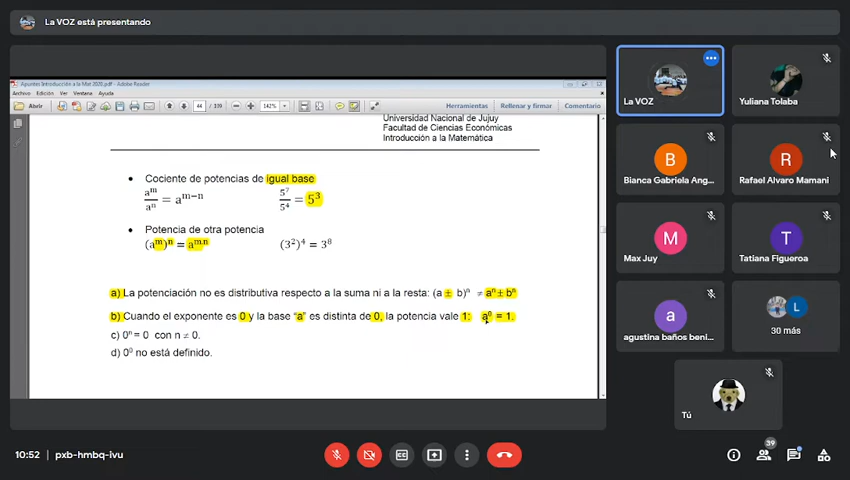 La VOZ está presentando
Apuntes Introducción a la Mat 2020.pdf - Adobe Reader
Archivo Edición Ver Ventana Ayuda
Abrir
44 / 119
142%
Herramientas
Rellenar y firmar
Comentario
Universidad Nacional de Jujuy
Facultad de Ciencias Económicas
Introducción a la Matemática
• Cociente de potencias de igual base
aᵐ/aⁿ = aᵐ⁻ⁿ 5⁷/5⁴ = 5³
• Potencia de otra potencia
(aᵐ)ⁿ = aᵐ·ⁿ (3²)⁴ = 3⁸
a) La potenciación no es distributiva respecto a la suma ni a la resta: (a ± b)ⁿ ≠ aⁿ ± bⁿ
b) Cuando el exponente es 0 y la base “a” es distinta de 0, la potencia vale 1: a⁰ = 1.
c) 0ⁿ = 0 con n ≠ 0.
d) 0⁰ no está definido.
La VOZ
Yuliana Tolaba
B
Bianca Gabriela Ang...
R
Rafael Alvaro Mamani
M
Max Juy
T
Tatiana Figueroa
a
agustina baños beni...
L
30 más
Tú
10:52
pxb-hmbq-ivu
39